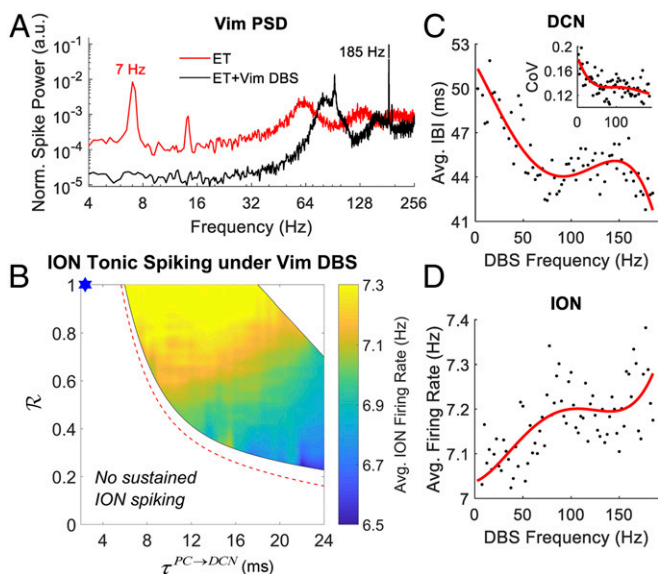 A
Vim PSD
Norm. Spike Power (a.u.)
10⁻¹
10⁻²
10⁻³
10⁻⁴
10⁻⁵
7 Hz
ET
ET+Vim DBS
185 Hz
4 8 16 32 64 128 256
Frequency (Hz)
B
ION Tonic Spiking under Vim DBS
ℛ
1
0.8
0.6
0.4
0.2
0
No sustained
ION spiking
2 4 8 12 16 20 24
τ^{PC→DCN} (ms)
7.3
7.1
6.9
6.7
6.5
Avg. ION Firing Rate (Hz)
C
DCN
Avg. IBI (ms)
53
50
47
44
41
CoV
0.2
0.16
0.12
0 100
0 50 100 150
DBS Frequency (Hz)
D
ION
Avg. Firing Rate (Hz)
7.4
7.3
7.2
7.1
7
0 50 100 150
DBS Frequency (Hz)